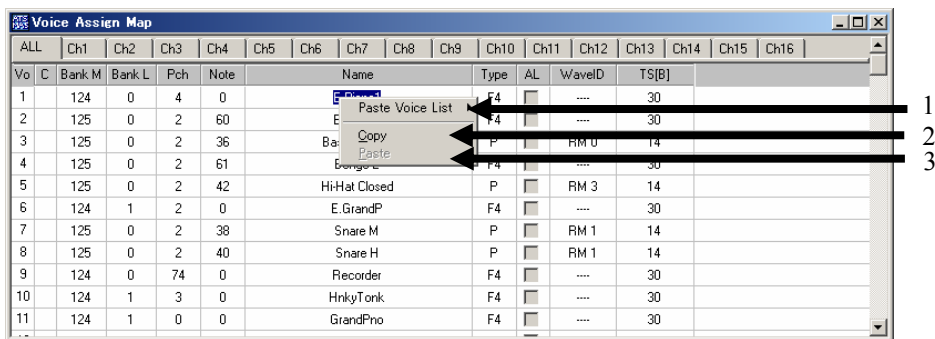 Voice Assign Map
ALL Ch1 Ch2 Ch3 Ch4 Ch5 Ch6 Ch7 Ch8 Ch9 Ch10 Ch11 Ch12 Ch13 Ch14 Ch15 Ch16
Vo C Bank M Bank L Pch Note Name Type AL WaveID TS[B]
1 124 0 4 0 E.Piano1 F4 ---- 30
Paste Voice List 1
2 125 0 2 60 F4 ---- 30
Copy 2
3 125 0 2 36 P RM 0 14
Paste 3
4 125 0 2 61 F4 ---- 30
5 125 0 2 42 Hi-Hat Closed P RM 3 14
6 124 1 2 0 E.GrandP F4 ---- 30
7 125 0 2 38 Snare M P RM 1 14
8 125 0 2 40 Snare H P RM 1 14
9 124 0 74 0 Recorder F4 ---- 30
10 124 1 3 0 HnkyTonk F4 ---- 30
11 124 1 0 0 GrandPno F4 ---- 30